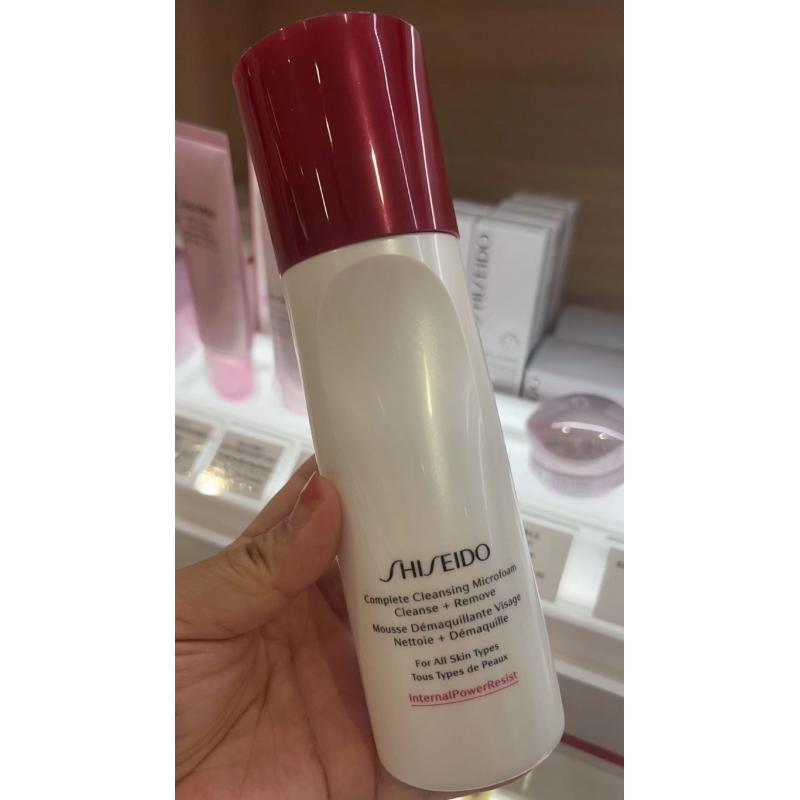 SHISEIDO
Complete Cleansing Microfoam
Cleanse + Remove
Mousse Démaquillante Visage
Nettoie + Démaquille
For All Skin Types
Tous Types de Peaux
InternalPowerResist
SHISEIDO